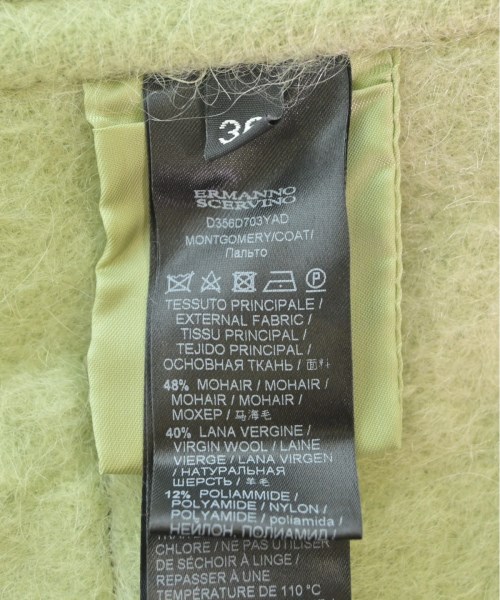 36
ERMANNO
SCERVINO
D356D703YAD
MONTGOMERY/COAT/
Пальто
P
TESSUTO PRINCIPALE /
EXTERNAL FABRIC /
TISSU PRINCIPAL /
TEJIDO PRINCIPAL /
ОСНОВНАЯ ТКАНЬ /
48% MOHAIR / MOHAIR /
MOHAIR / MOHAIR /
МОХЕР / 马海毛
40% LANA VERGINE /
VIRGIN WOOL / LAINE
VIERGE / LANA VIRGEN
/ НАТУРАЛЬНАЯ
ШЕРСТЬ / 羊毛
12% POLIAMMIDE /
POLYAMIDE / NYLON /
POLYAMIDE / poliamida /
НЕЙЛОН, ПОЛИАМИД /
CHLORE / NE PAS UTILISER
DE SÉCHOIR À LINGE /
REPASSER À UNE
TEMPÉRATURE DE 110 °C